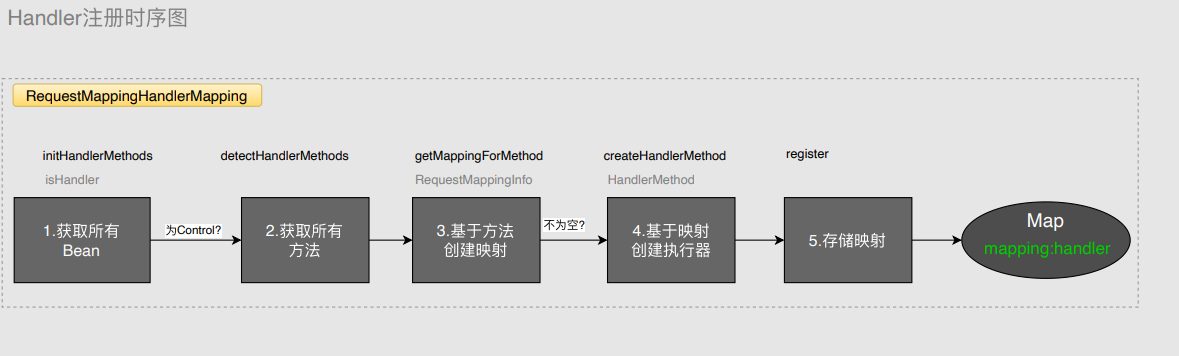 Handler注册时序图
RequestMappingHandlerMapping
initHandlerMethods
isHandler
1.获取所有
Bean
为Control?
detectHandlerMethods
2.获取所有
方法
getMappingForMethod
RequestMappingInfo
3.基于方法
创建映射
不为空?
createHandlerMethod
HandlerMethod
4.基于映射
创建执行器
register
5.存储映射
Map
mapping:handler